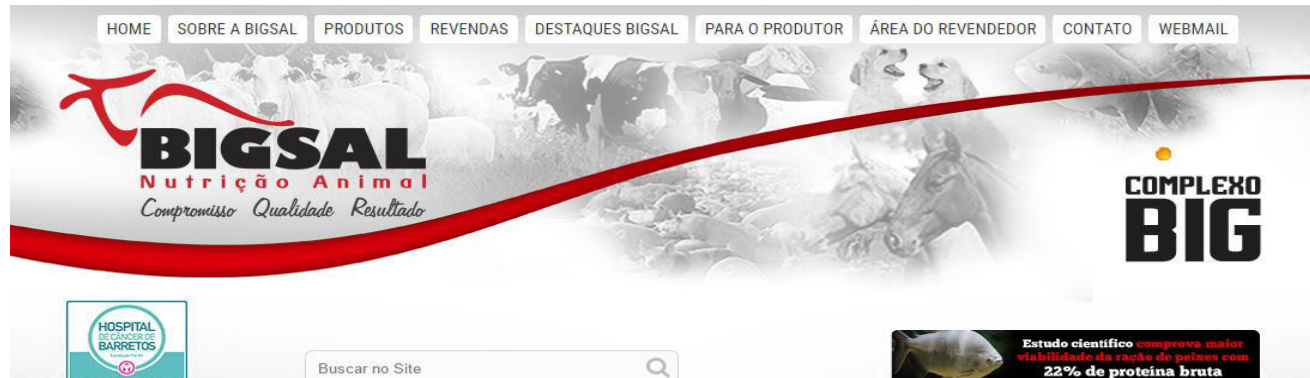 HOME SOBRE A BIGSAL PRODUTOS REVENDAS DESTAQUES BIGSAL PARA O PRODUTOR ÁREA DO REVENDEDOR CONTATO WEBMAIL
BIGSAL
Nutrição Animal
Compromisso Qualidade Resultado
COMPLEXO
BIG
HOSPITAL
DE CÂNCER DE
BARRETOS
Buscar no Site
Estudo científico comprova maior
viabilidade da ração de peixes com
22% de proteína bruta